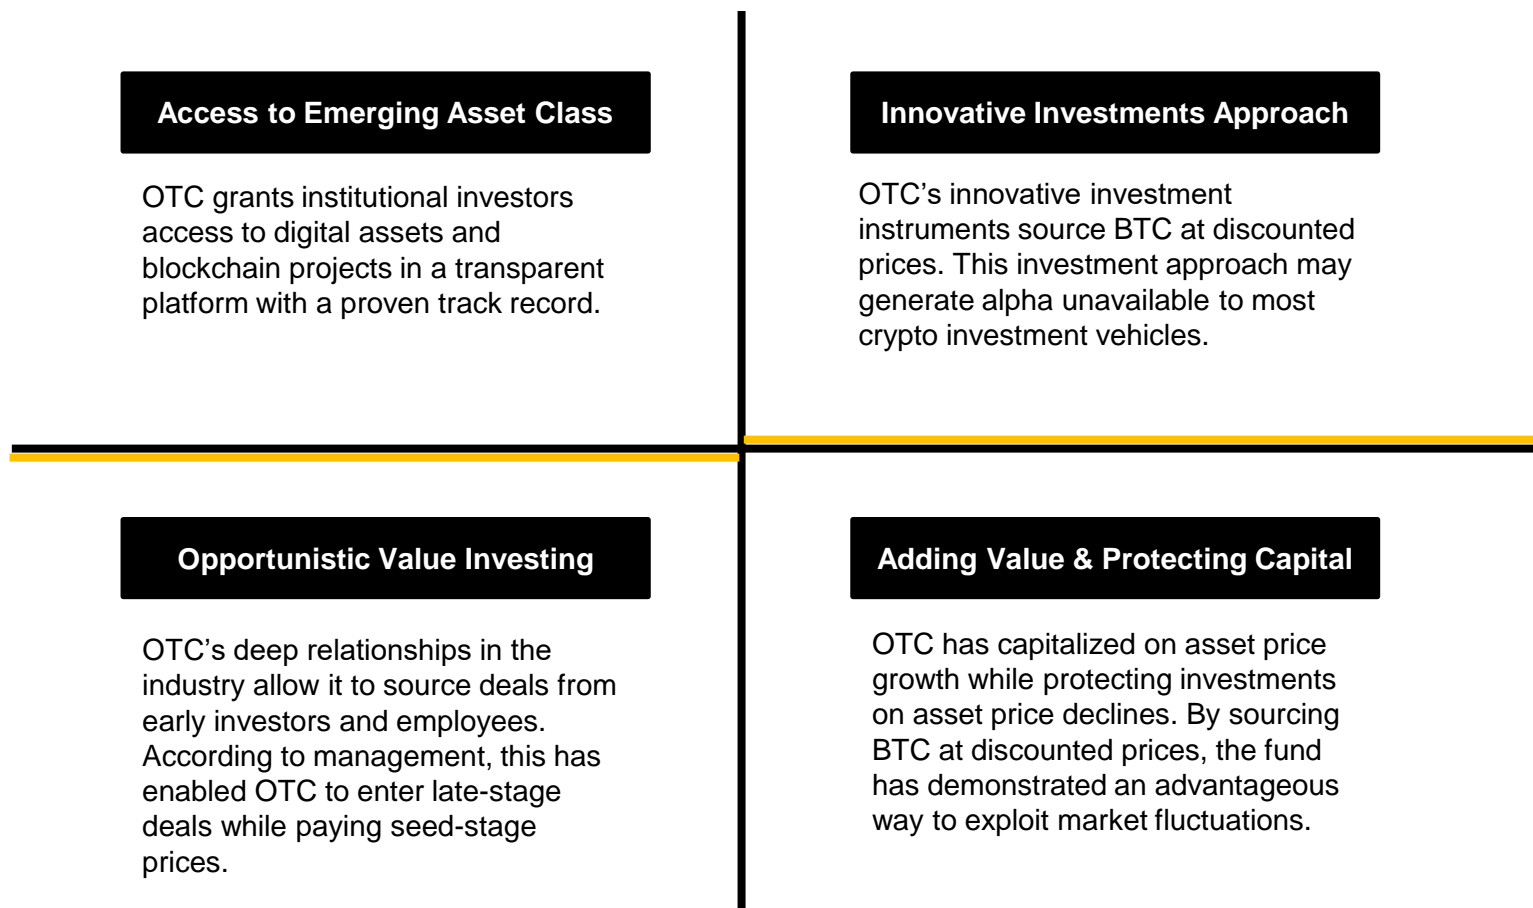 Access to Emerging Asset Class
OTC grants institutional investors
access to digital assets and
blockchain projects in a transparent
platform with a proven track record.
Innovative Investments Approach
OTC’s innovative investment
instruments source BTC at discounted
prices. This investment approach may
generate alpha unavailable to most
crypto investment vehicles.
Opportunistic Value Investing
OTC’s deep relationships in the
industry allow it to source deals from
early investors and employees.
According to management, this has
enabled OTC to enter late-stage
deals while paying seed-stage
prices.
Adding Value & Protecting Capital
OTC has capitalized on asset price
growth while protecting investments
on asset price declines. By sourcing
BTC at discounted prices, the fund
has demonstrated an advantageous
way to exploit market fluctuations.